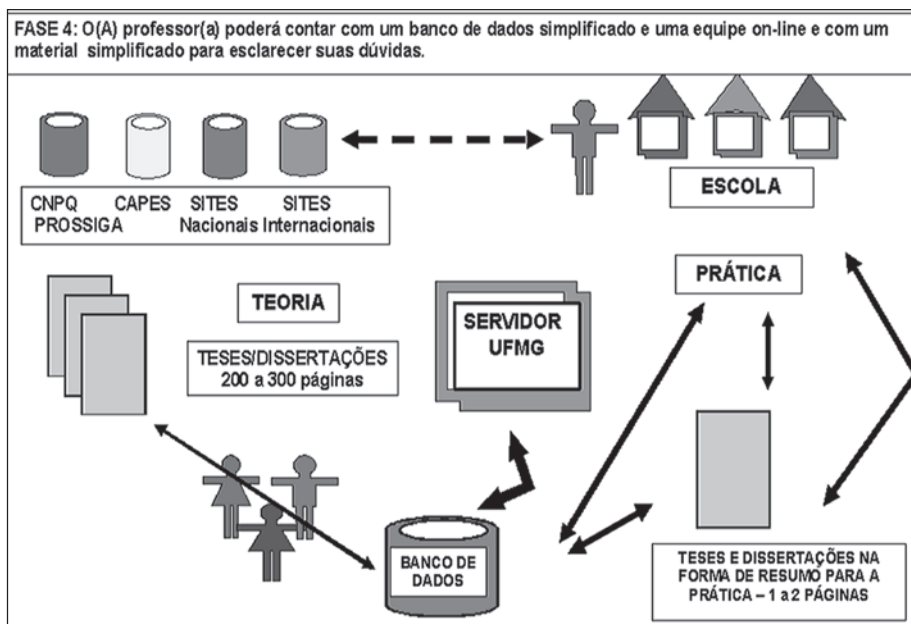 FASE 4: O(A) professor(a) poderá contar com um banco de dados simplificado e uma equipe on-line e com um
material simplificado para esclarecer suas dúvidas.
CNPQ CAPES SITES SITES
PROSSIGA Nacionais Internacionais
ESCOLA
TEORIA
PRÁTICA
SERVIDOR
UFMG
TESES/DISSERTAÇÕES
200 a 300 páginas
BANCO DE
DADOS
TESES E DISSERTAÇÕES NA
FORMA DE RESUMO PARA A
PRÁTICA – 1 a 2 PÁGINAS